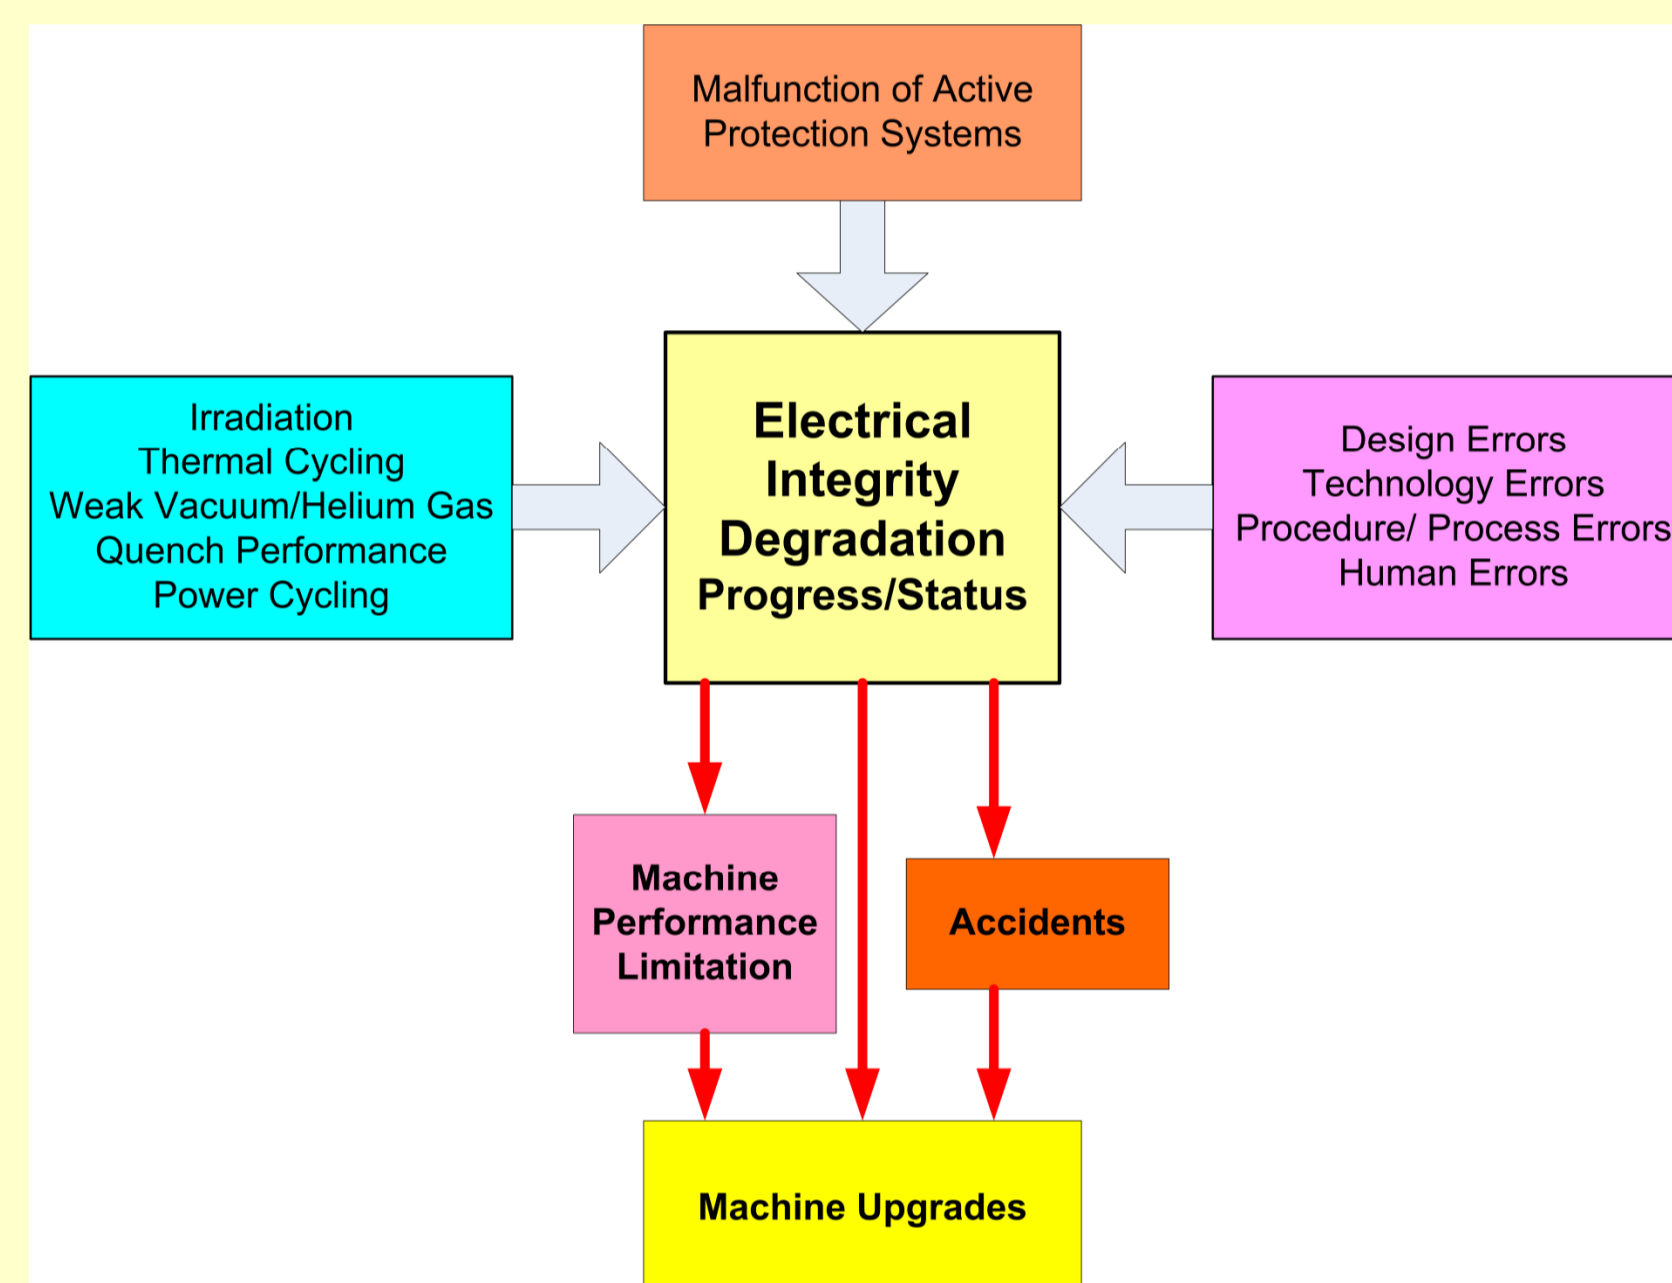 Malfunction of Active
Protection Systems
Irradiation
Thermal Cycling
Weak Vacuum/Helium Gas
Quench Performance
Power Cycling
Electrical
Integrity
Degradation
Progress/Status
Design Errors
Technology Errors
Procedure/ Process Errors
Human Errors
Machine
Performance
Limitation
Accidents
Machine Upgrades